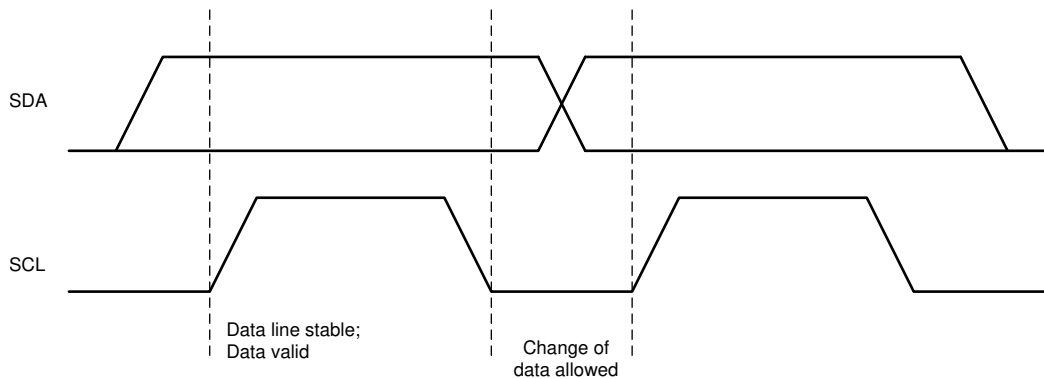 SDA
SCL
Data line stable;
Data valid
Change of
data allowed